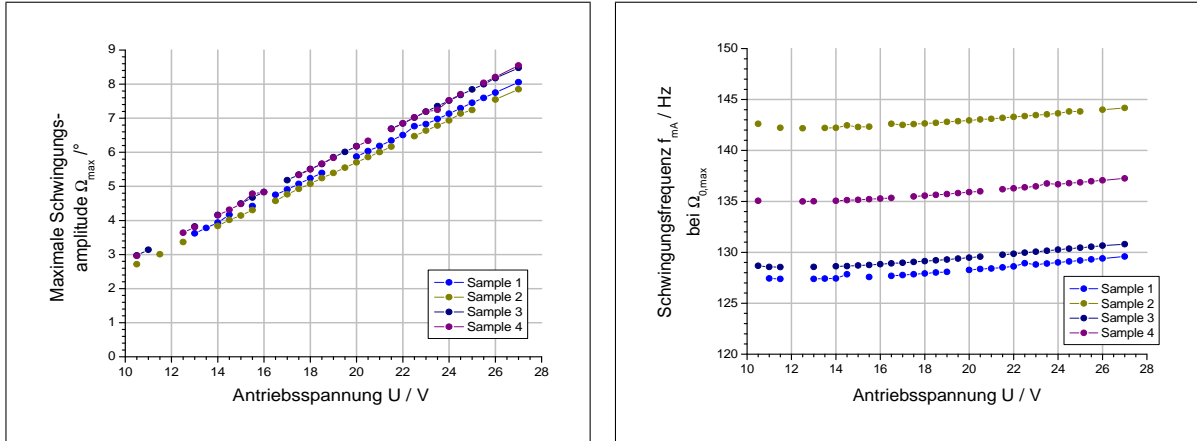 Maximale Schwingungs-
amplitude Ωmax /°
9
8
7
6
5
4
3
2
1
0
10 12 14 16 18 20 22 24 26 28
Antriebsspannung U / V
Sample 1
Sample 2
Sample 3
Sample 4
Schwingungsfrequenz fmA / Hz
bei Ω0,max
150
145
140
135
130
125
120
10 12 14 16 18 20 22 24 26 28
Antriebsspannung U / V
Sample 1
Sample 2
Sample 3
Sample 4